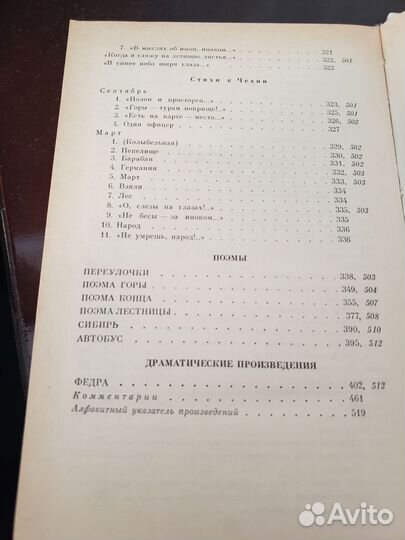 7. «В мыслях об ином, инаком...» . . . . . . . . . 321
«Когда я гляжу на летящие листья...» . . . . . . . . 322, 501
«В синее небо ширя глаза...» . . . . . . . . . 322
Стихи к Чехии
Сентябрь
1. «Полон и просторен...» . . . . . . . . 323, 501
2. «Горы — турам поприще!..» . . . . . . . . 325, 501
3. «Есть на карте — место...» . . . . . . . . 326, 502
4. Один офицер . . . . . . . . 327
Март
1. (Колыбельная) . . . . . . . . 329, 502
2. Пепелище . . . . . . . . 330, 502
3. Барабан . . . . . . . . 331, 502
4. Германии . . . . . . . . 332, 503
5. Март . . . . . . . . 333, 503
6. Взяли . . . . . . . . 334
7. Лес . . . . . . . . 334
8. «О, слезы на глазах!..» . . . . . . . . 335, 503
9. «Не бесы — за иноком...» . . . . . . . . 335
10. Народ . . . . . . . . 336
11. «Не умрешь, народ!..» . . . . . . . . 336
ПОЭМЫ
ПЕРЕУЛОЧКИ . . . . . . . . 338, 503
ПОЭМА ГОРЫ . . . . . . . . 349, 504
ПОЭМА КОНЦА . . . . . . . . 355, 507
ПОЭМА ЛЕСТНИЦЫ . . . . . . . . 377, 508
СИБИРЬ . . . . . . . . 390, 510
АВТОБУС . . . . . . . . 395, 512
ДРАМАТИЧЕСКИЕ ПРОИЗВЕДЕНИЯ
ФЕДРА . . . . . . . . 402, 512
Комментарии . . . . . . . . 461
Алфавитный указатель произведений . . . . . . . . 519
Avito